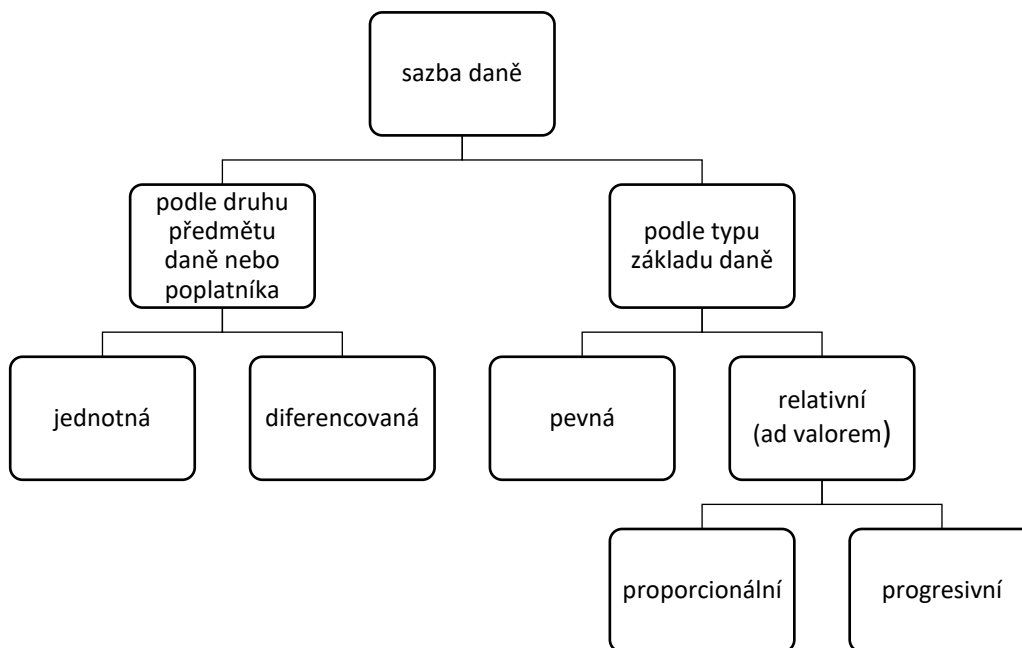 sazba daně
podle druhu
předmětu
daně nebo
poplatníka
podle typu
základu daně
jednotná
diferencovaná
pevná
relativní
(ad valorem)
proporcionální
progresivní